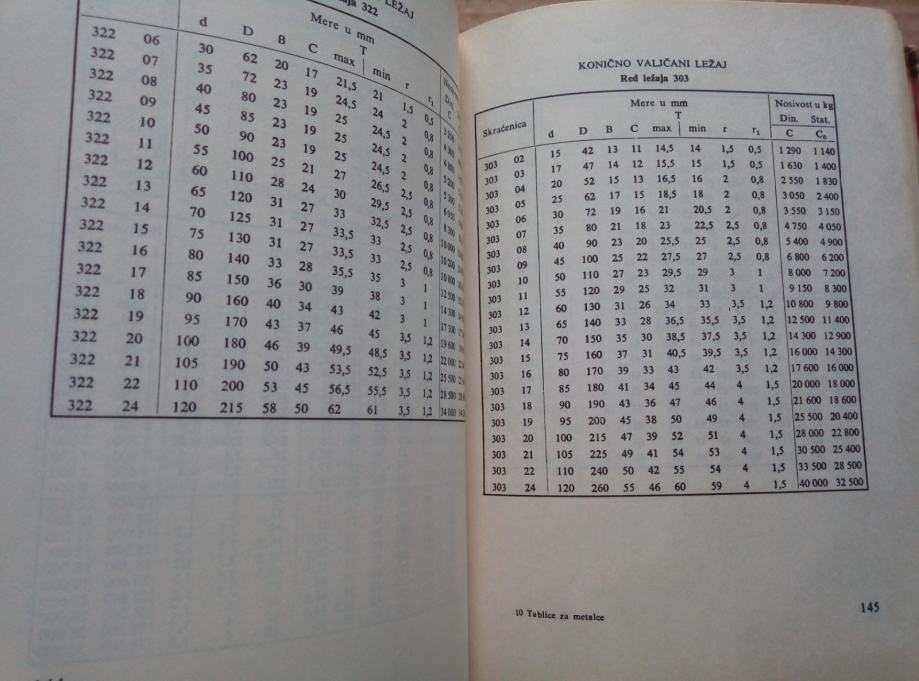 LEŽAJ
ležaja 322
Mere u mm
d D B C T r r₁
max min
322 06 30 62 20 17 21,5 21 1,5 0,5
322 07 35 72 23 19 24,5 24 2 0,8
322 08 40 80 23 19 25 24,5 2 0,8
322 09 45 85 23 19 25 24,5 2 0,8
322 10 50 90 23 19 25 24,5 2 0,8
322 11 55 100 25 21 27 26,5 2,5 0,8
322 12 60 110 28 24 30 29,5 2,5 0,8
322 13 65 120 31 27 33 32,5 2,5 0,8
322 14 70 125 31 27 33,5 33 2,5 0,8
322 15 75 130 31 27 33,5 33 2,5 0,8
322 16 80 140 33 28 35,5 35 3 1
322 17 85 150 36 30 39 38 3 1
322 18 90 160 40 34 43 42 3 1
322 19 95 170 43 37 46 45 3,5 1,2
322 20 100 180 46 39 49,5 48,5 3,5 1,2
322 21 105 190 50 43 53,5 52,5 3,5 1,2
322 22 110 200 53 45 56,5 55,5 3,5 1,2
322 24 120 215 58 50 62 61 3,5 1,2 34 000
KONIČNO VALJČANI LEŽAJ
Red ležaja 303
Skraćenica Mere u mm Nosivost u kg
T Din. Stat.
d D B C max min r r₁ C C₀
303 02 15 42 13 11 14,5 14 1,5 0,5 1 290 1 140
303 03 17 47 14 12 15,5 15 1,5 0,5 1 630 1 400
303 04 20 52 15 13 16,5 16 2 0,8 2 550 1 830
303 05 25 62 17 15 18,5 18 2 0,8 3 050 2 400
303 06 30 72 19 16 21 20,5 2 0,8 3 550 3 150
303 07 35 80 21 18 23 22,5 2,5 0,8 4 750 4 050
303 08 40 90 23 20 25,5 25 2,5 0,8 5 400 4 900
303 09 45 100 25 22 27,5 27 2,5 0,8 6 800 6 200
303 10 50 110 27 23 29,5 29 3 1 8 000 7 200
303 11 55 120 29 25 32 31 3 1 9 150 8 300
303 12 60 130 31 26 34 33 3,5 1,2 10 800 9 800
303 13 65 140 33 28 36,5 35,5 3,5 1,2 12 500 11 400
303 14 70 150 35 30 38,5 37,5 3,5 1,2 14 300 12 900
303 15 75 160 37 31 40,5 39,5 3,5 1,2 16 000 14 300
303 16 80 170 39 33 43 42 3,5 1,2 17 600 16 000
303 17 85 180 41 34 45 44 4 1,5 20 000 18 000
303 18 90 190 43 36 47 46 4 1,5 21 600 18 600
303 19 95 200 45 38 50 49 4 1,5 25 500 20 400
303 20 100 215 47 39 52 51 4 1,5 28 000 22 800
303 21 105 225 49 41 54 53 4 1,5 30 500 25 400
303 22 110 240 50 42 55 54 4 1,5 33 500 28 500
303 24 120 260 55 46 60 59 4 1,5 40 000 32 500
10 Tablice za metalce
145